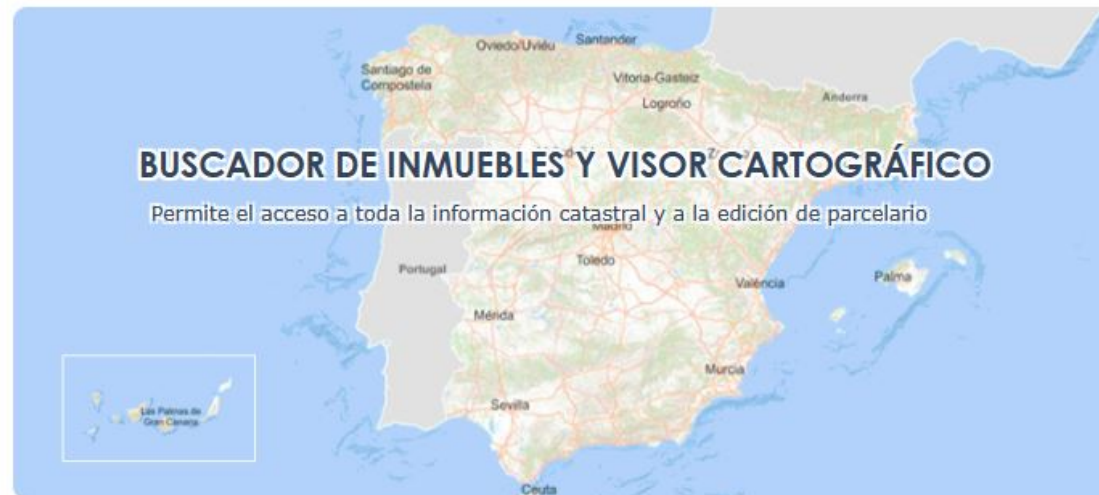 Oviedo/Uviéu
Santander
Santiago de
Compostela
Vitoria-Gasteiz
Logroño
Andorra
BUSCADOR DE INMUEBLES Y VISOR CARTOGRÁFICO
Permite el acceso a toda la información catastral y a la edición de parcelario
Madrid
Toledo
Portugal
Palma
València
Mérida
Murcia
Sevilla
Las Palmas de
Gran Canaria
Ceuta